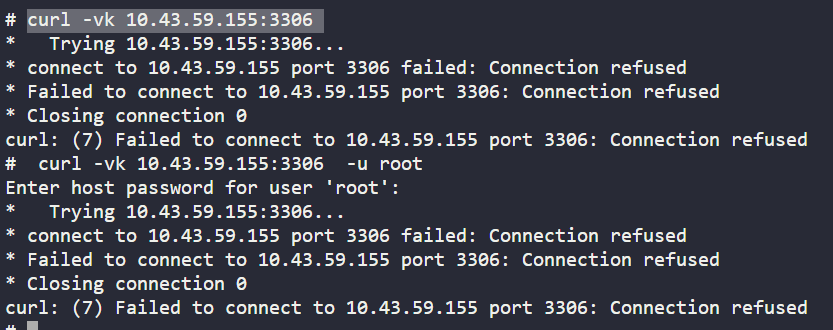 # curl -vk 10.43.59.155:3306
*   Trying 10.43.59.155:3306...
* connect to 10.43.59.155 port 3306 failed: Connection refused
* Failed to connect to 10.43.59.155 port 3306: Connection refused
* Closing connection 0
curl: (7) Failed to connect to 10.43.59.155 port 3306: Connection refused
#  curl -vk 10.43.59.155:3306  -u root
Enter host password for user 'root':
*   Trying 10.43.59.155:3306...
* connect to 10.43.59.155 port 3306 failed: Connection refused
* Failed to connect to 10.43.59.155 port 3306: Connection refused
* Closing connection 0
curl: (7) Failed to connect to 10.43.59.155 port 3306: Connection refused
#